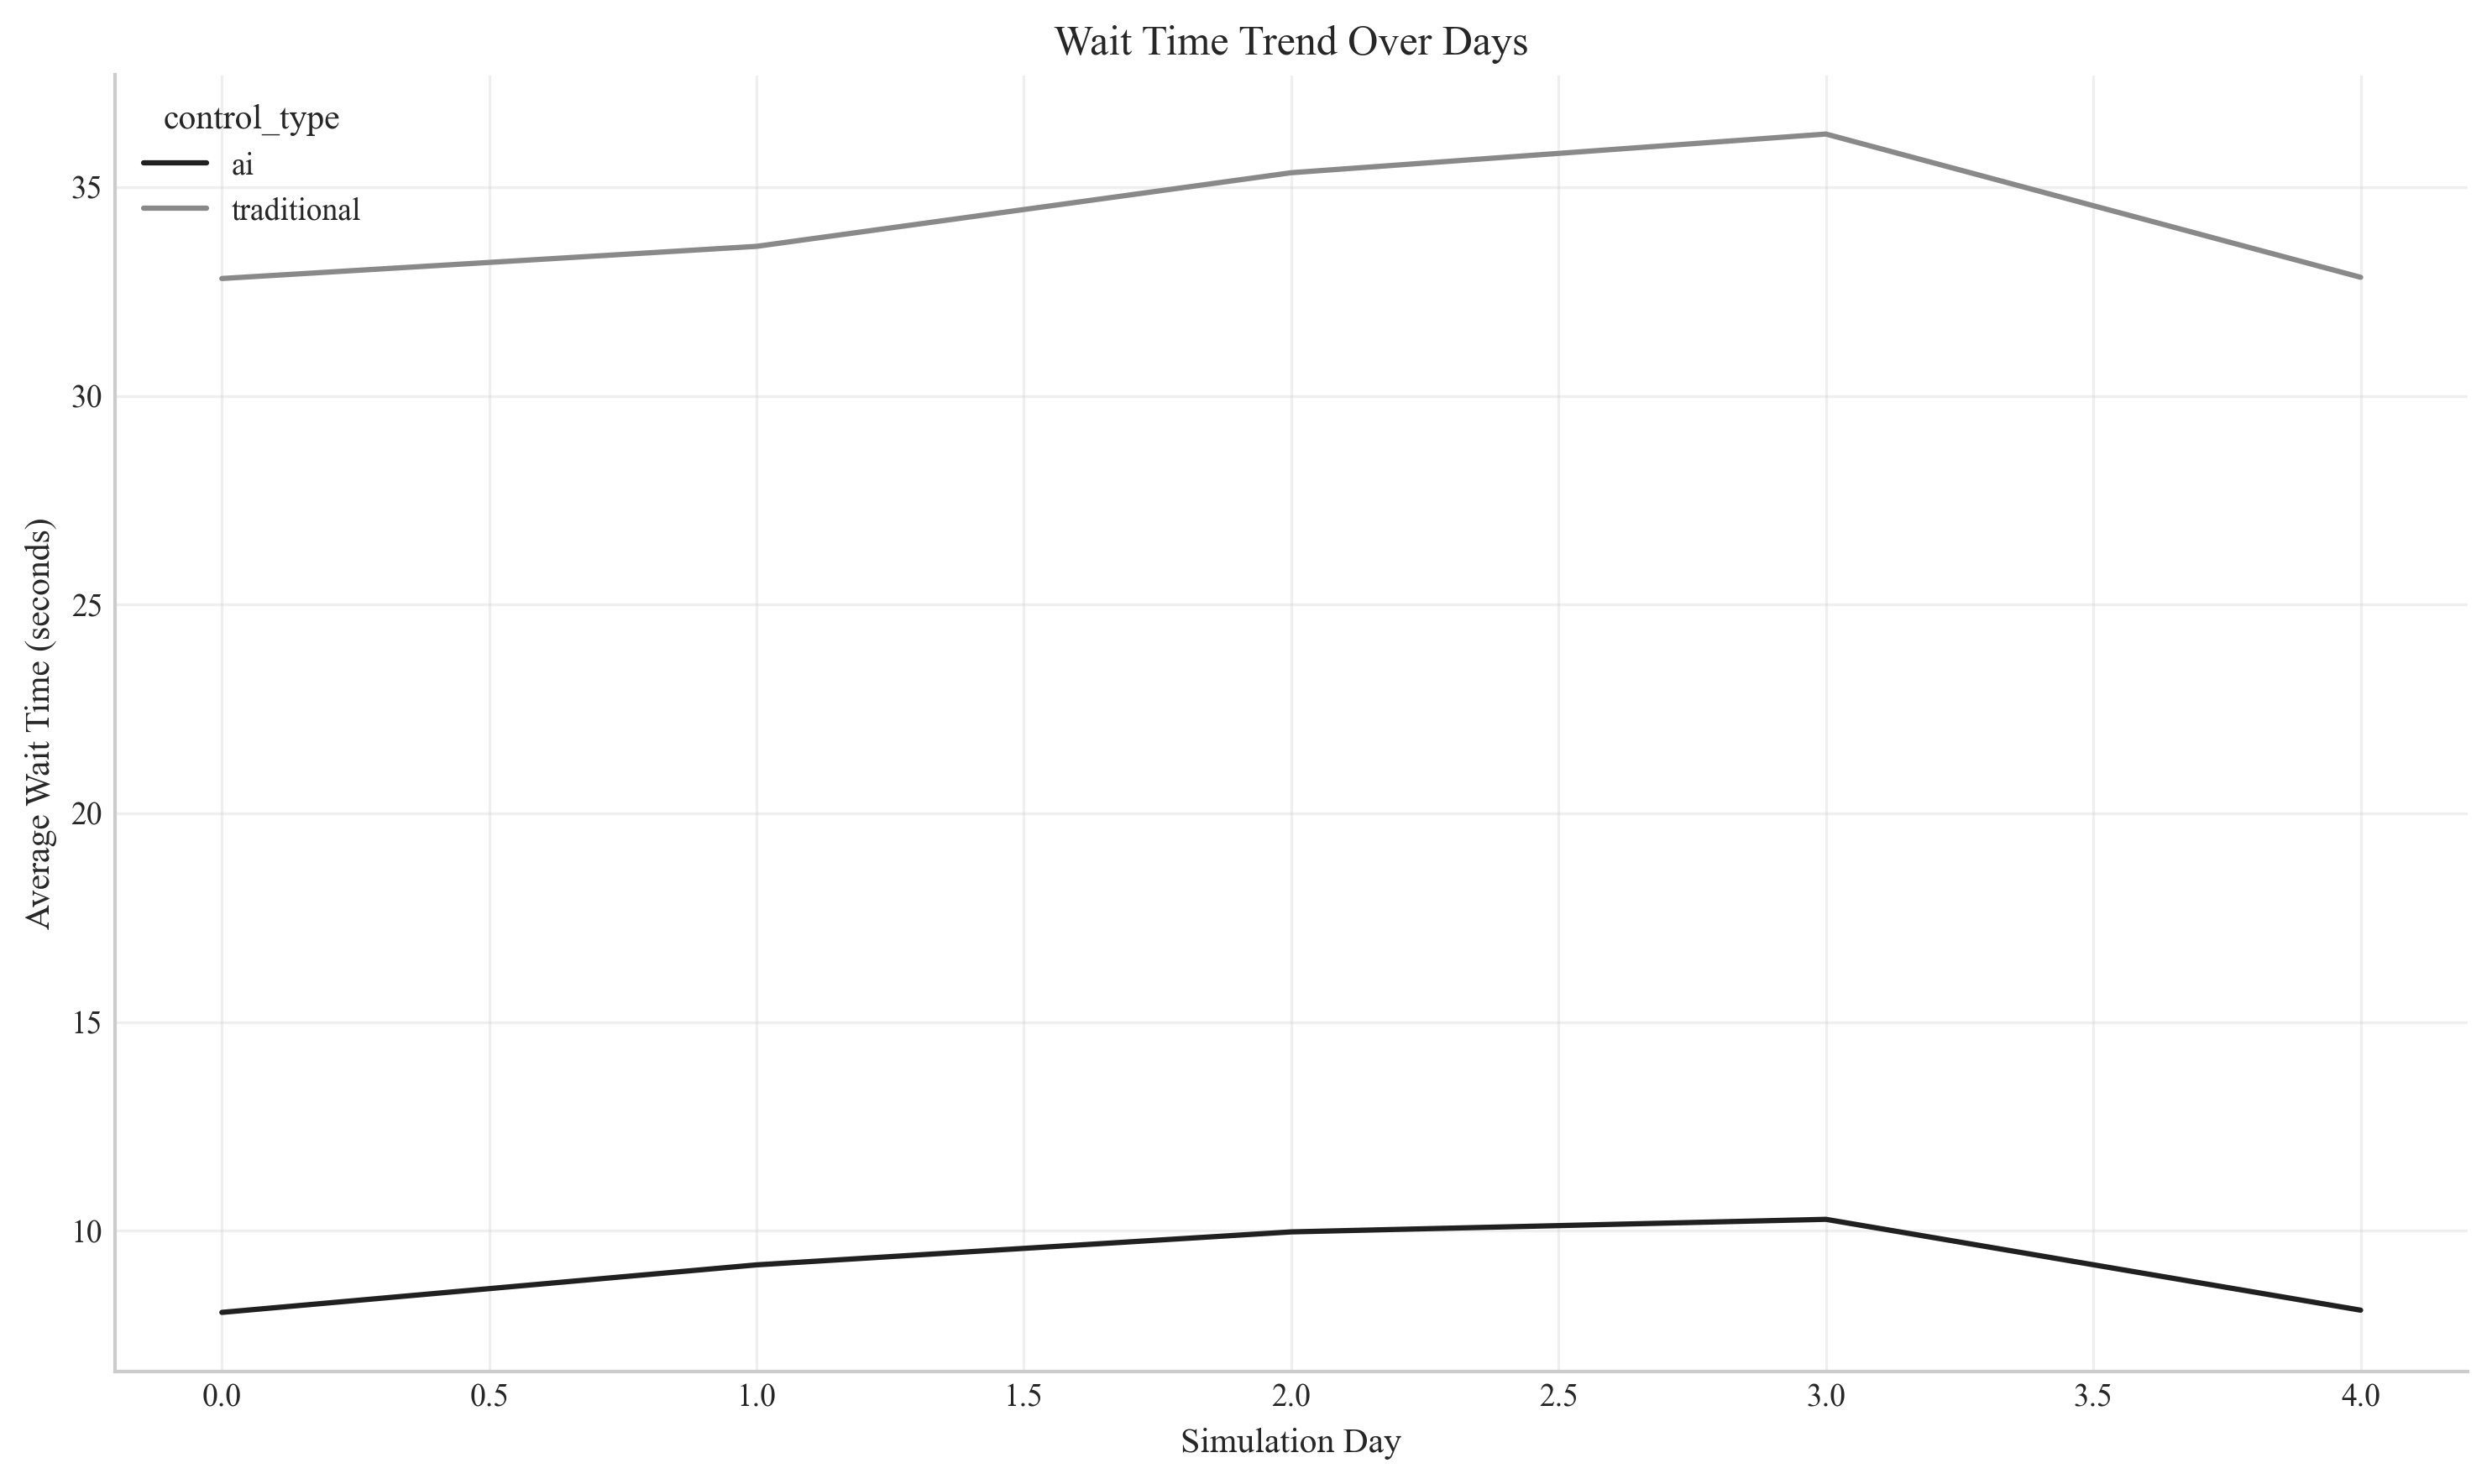 Wait Time Trend Over Days
control_type
ai
traditional
35
30
25
20
15
10
Average Wait Time (seconds)
0.0 0.5 1.0 1.5 2.0 2.5 3.0 3.5 4.0
Simulation Day